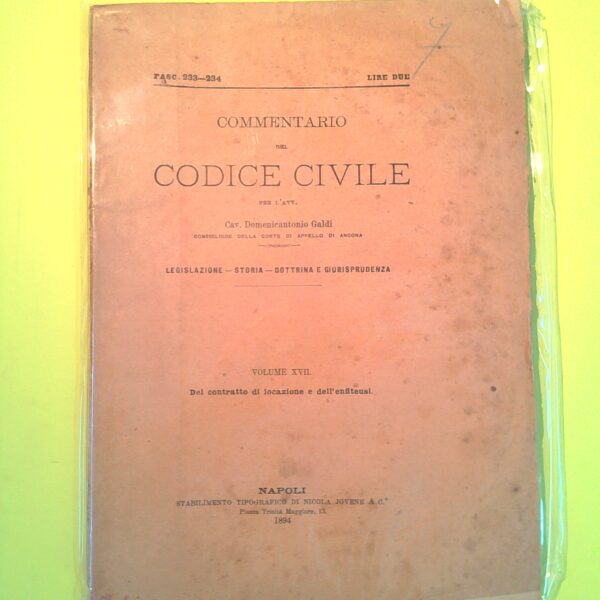 7
FASC. 233—234 LIRE DUE
COMMENTARIO
DEL
CODICE CIVILE
PER L'AVV.
Cav. Domenicantonio Galdi
CONSIGLIERE DELLA CORTE DI APPELLO DI ANCONA
LEGISLAZIONE — STORIA — DOTTRINA E GIURISPRUDENZA
VOLUME XVII.
Del contratto di locazione e dell'enfiteusi.
NAPOLI
STABILIMENTO TIPOGRAFICO DI NICOLA JOVENE & C.º
Piazza Trinità Maggiore, 13.
1894